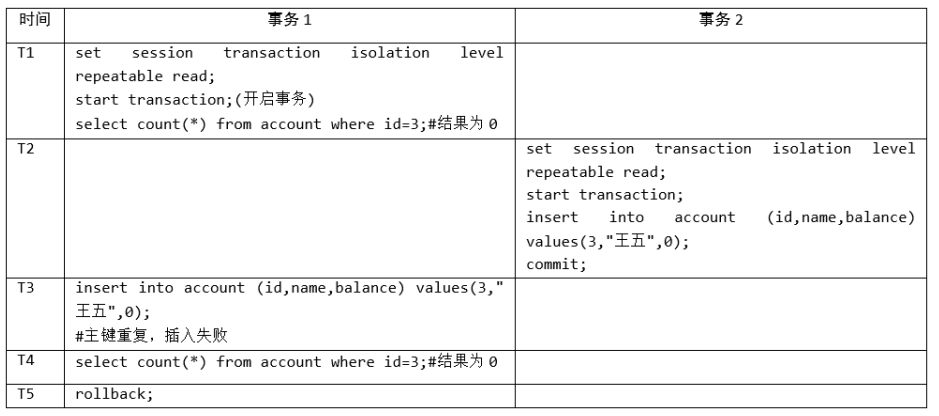 时间 事务1 事务2
T1 set session transaction isolation level
repeatable read;
start transaction;(开启事务)
select count(*) from account where id=3;#结果为0
T2 set session transaction isolation level
repeatable read;
start transaction;
insert into account (id,name,balance)
values(3,"王五",0);
commit;
T3 insert into account (id,name,balance) values(3,"
王五",0);
#主键重复，插入失败
T4 select count(*) from account where id=3;#结果为0
T5 rollback;